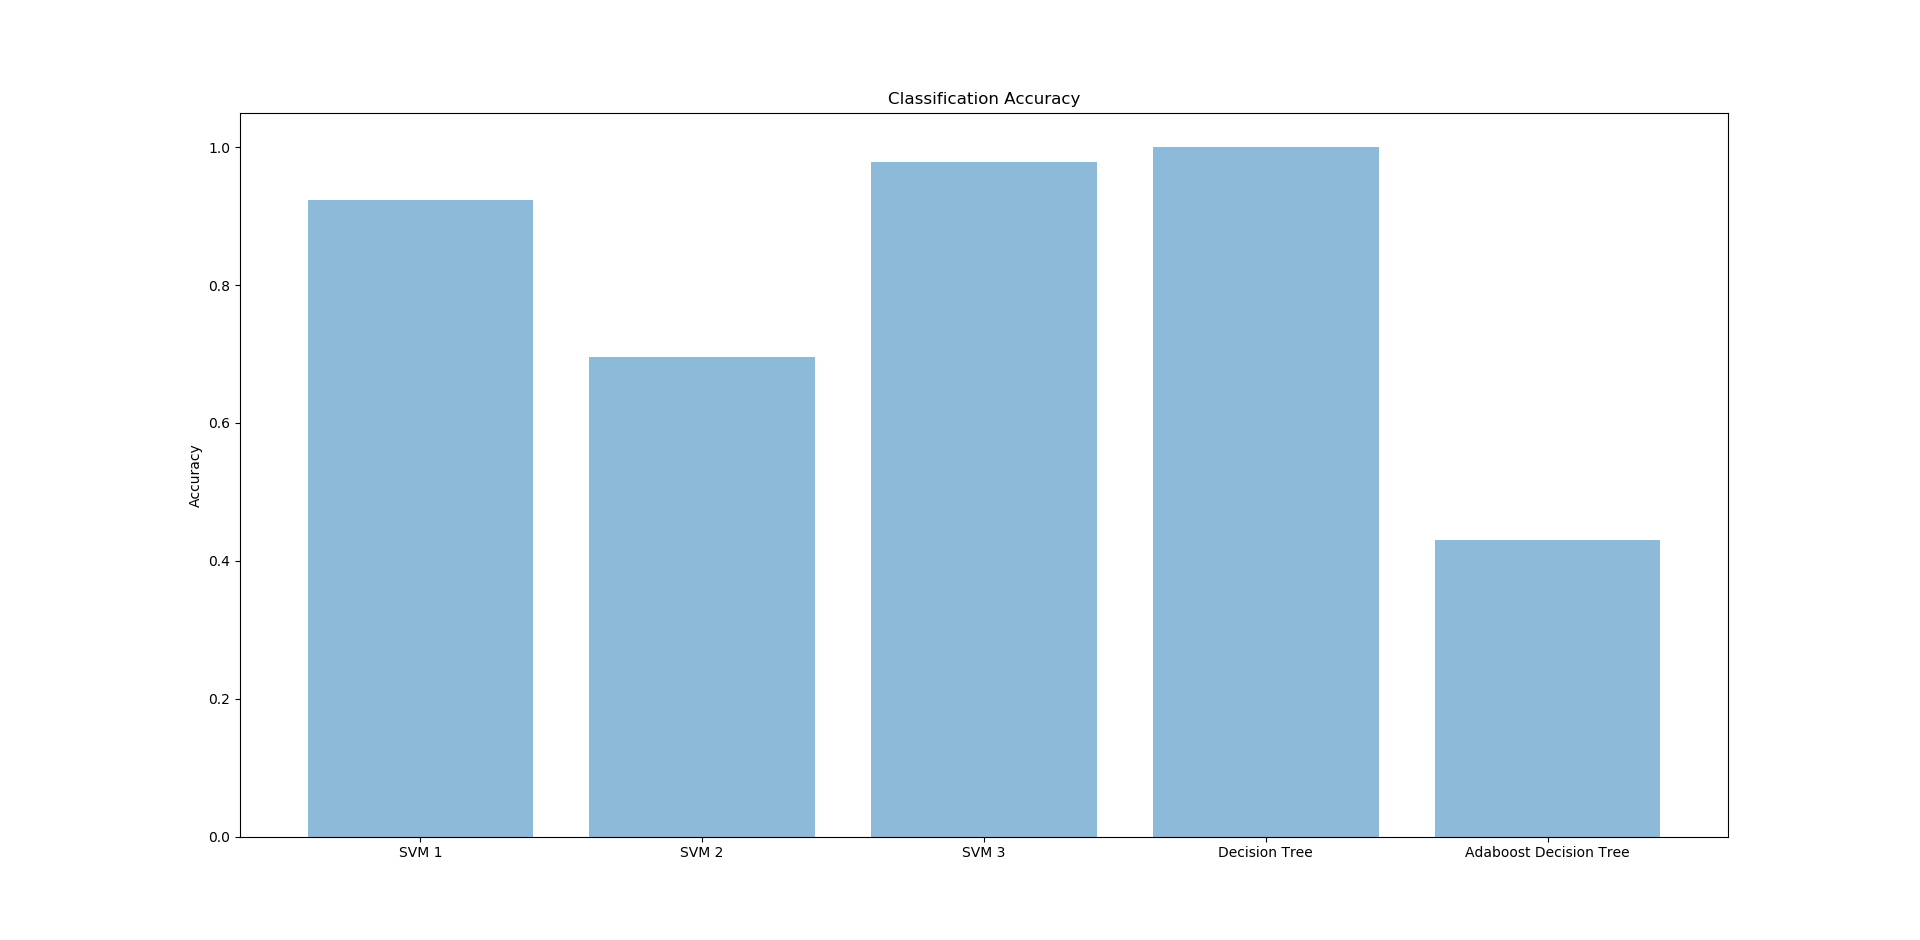 Classification Accuracy
1.0
0.8
0.6
0.4
0.2
0.0
Accuracy
SVM 1
SVM 2
SVM 3
Decision Tree
Adaboost Decision Tree